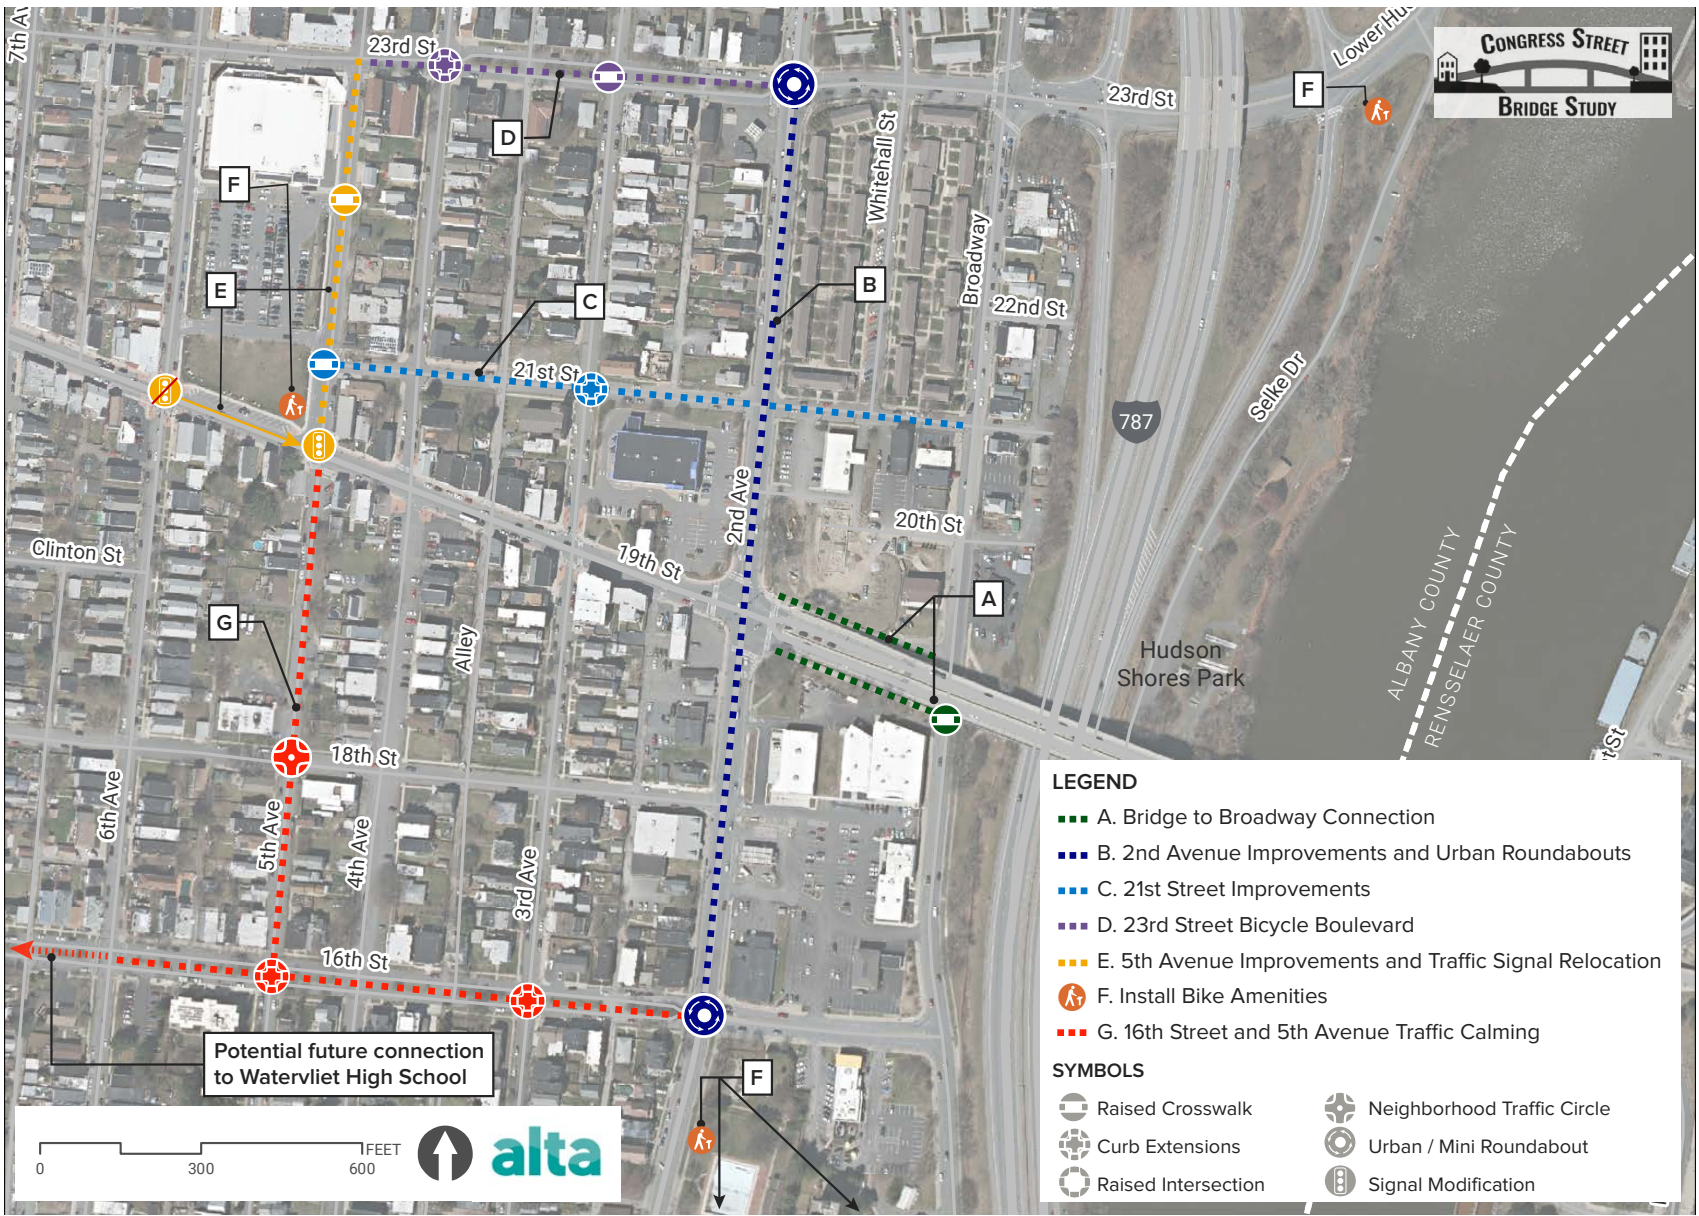 7th Av
23rd St
23rd St
Lower Hud
CONGRESS STREET
BRIDGE STUDY
F
D
Whitehall St
F
E
C
B
Broadway
22nd St
21st St
Selke Dr
787
2nd Ave
20th St
19th St
Clinton St
A
G
Alley
Hudson
Shores Park
ALBANY COUNTY
RENSSELAER COUNTY
18th St
6th Ave
5th Ave
4th Ave
3rd Ave
16th St
Potential future connection
to Watervliet High School
F
0 300 600 FEET
alta
LEGEND
A. Bridge to Broadway Connection
B. 2nd Avenue Improvements and Urban Roundabouts
C. 21st Street Improvements
D. 23rd Street Bicycle Boulevard
E. 5th Avenue Improvements and Traffic Signal Relocation
F. Install Bike Amenities
G. 16th Street and 5th Avenue Traffic Calming
SYMBOLS
Raised Crosswalk
Curb Extensions
Raised Intersection
Neighborhood Traffic Circle
Urban / Mini Roundabout
Signal Modification